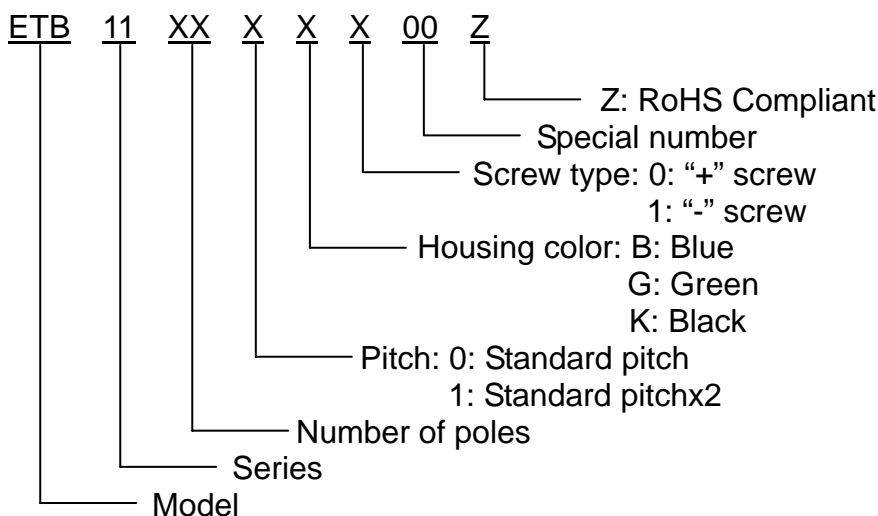 ETB 11 XX X X X 00 Z
Z: RoHS Compliant
Special number
Screw type: 0: “+” screw
1: “-” screw
Housing color: B: Blue
G: Green
K: Black
Pitch: 0: Standard pitch
1: Standard pitchx2
Number of poles
Series
Model